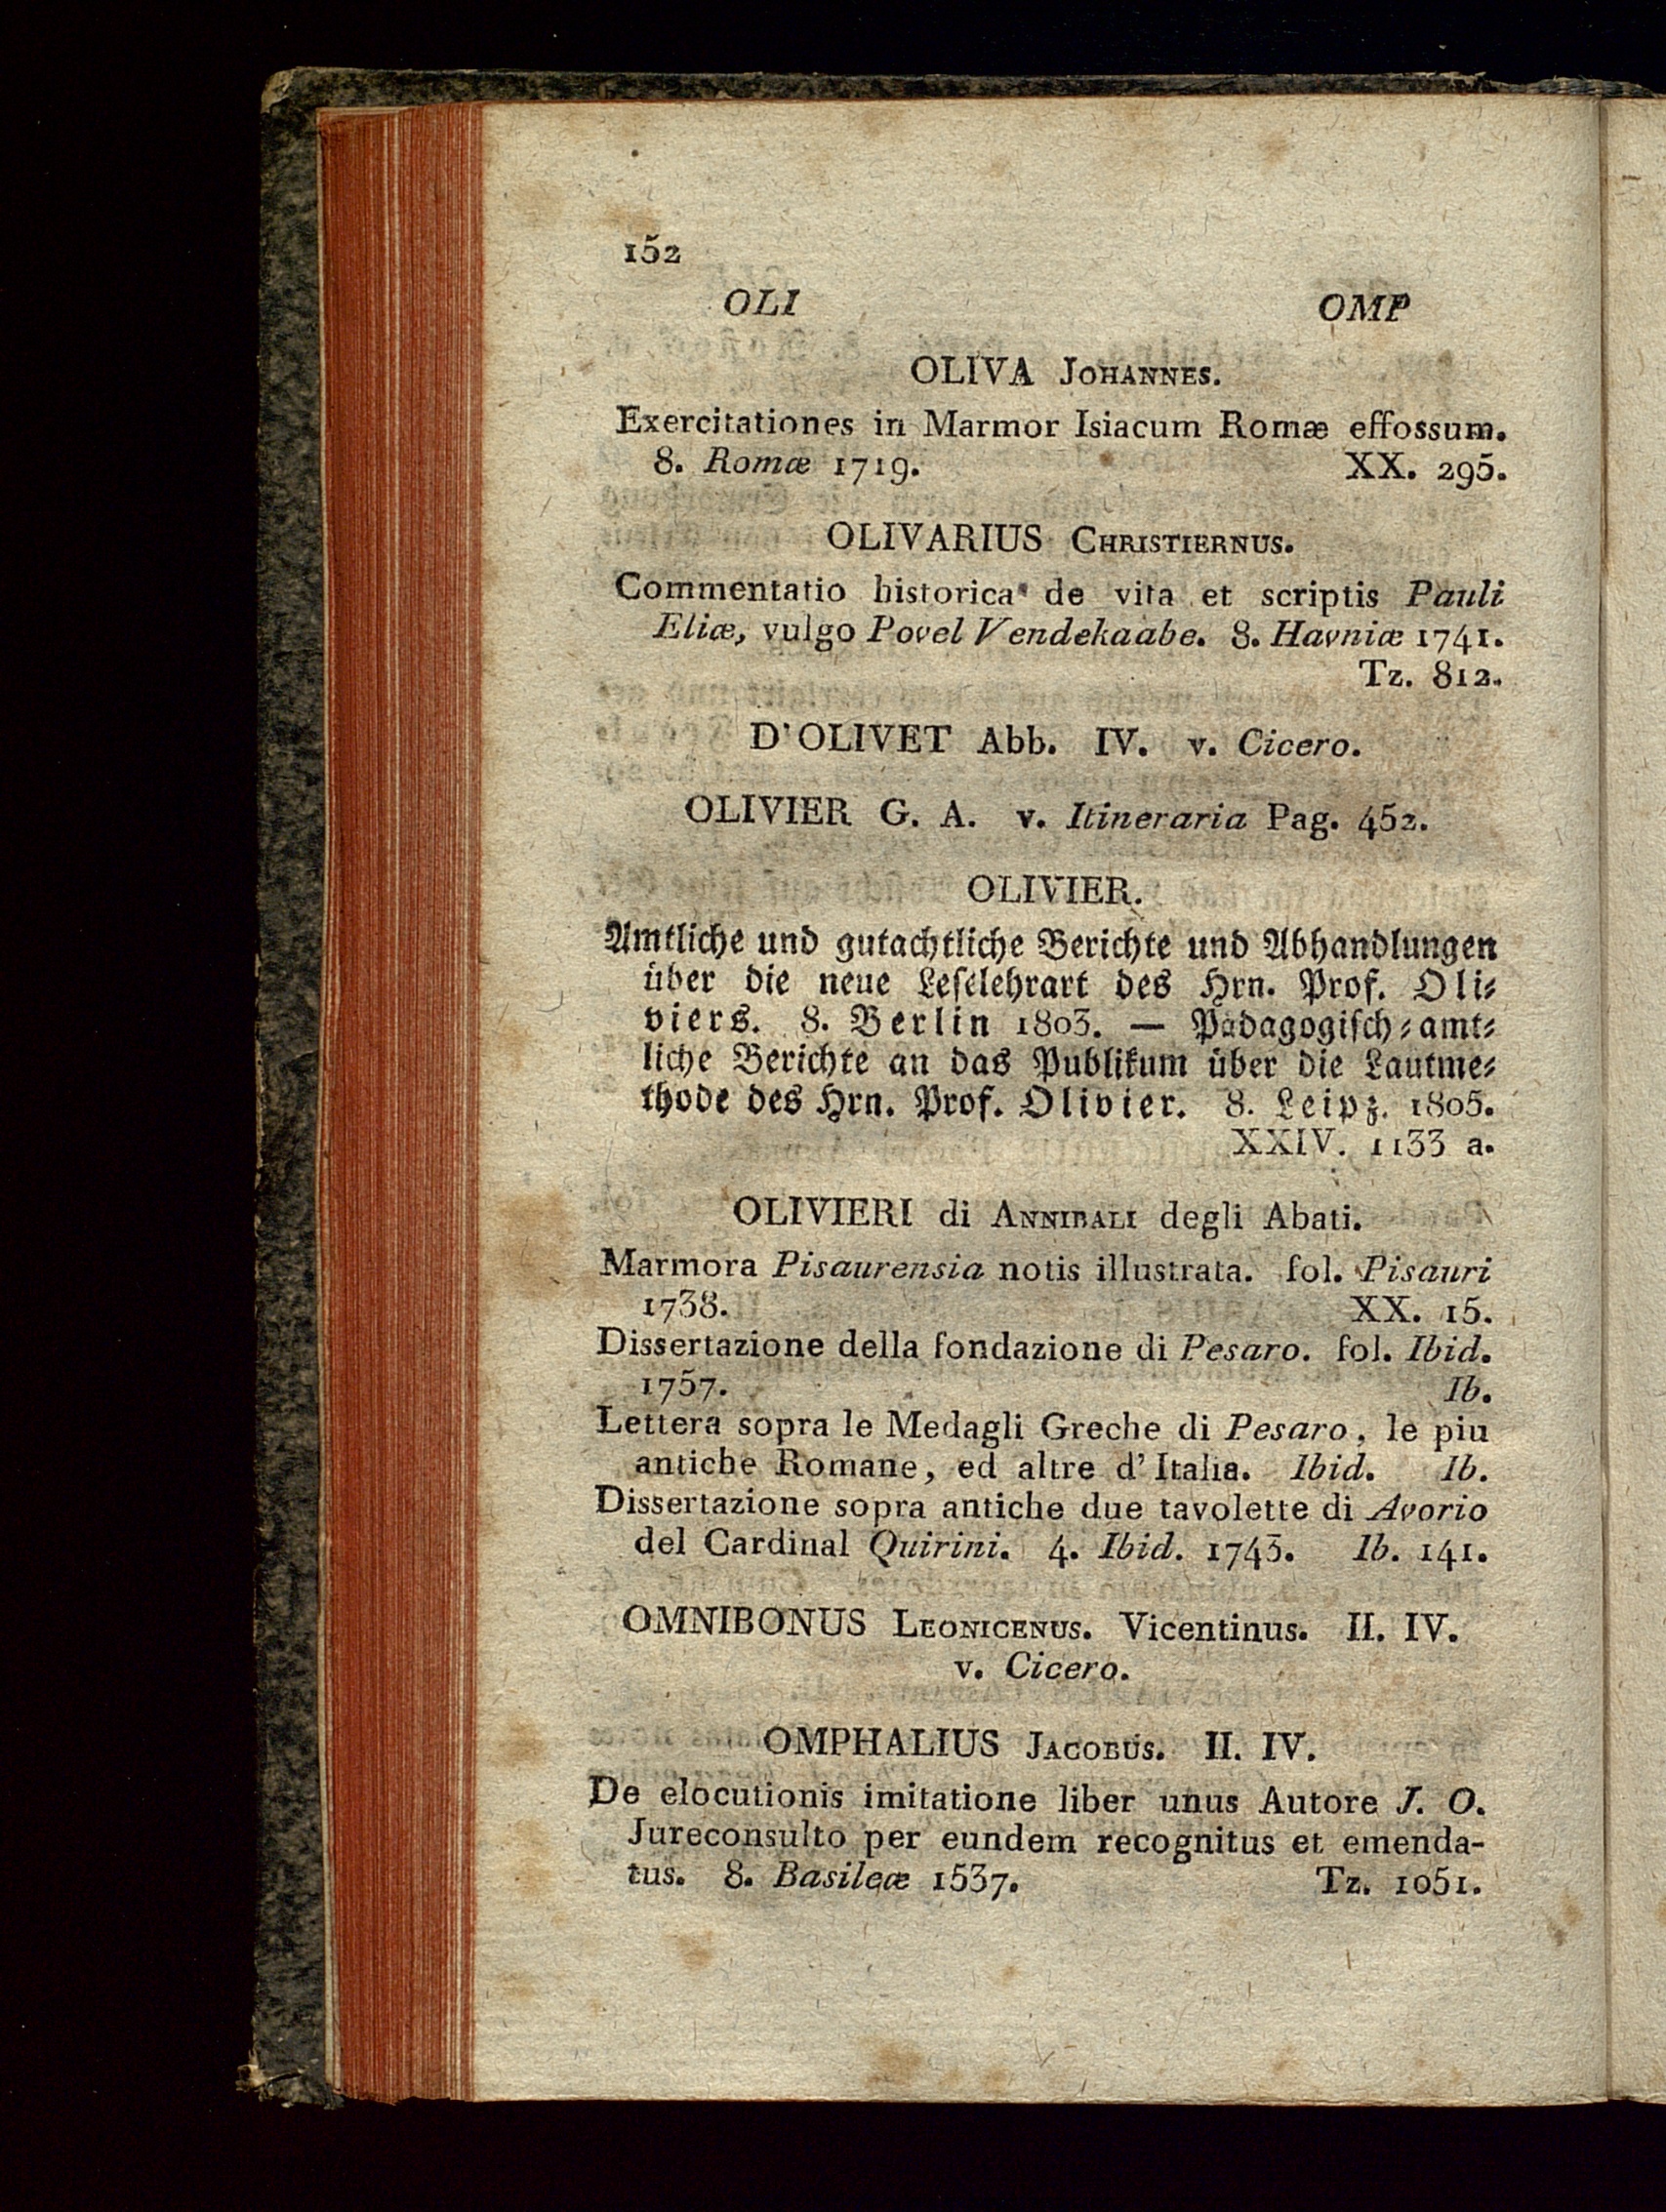 152
OLI OMP
OLIVA JOHANNES.
Exercitationes in Marmor Isiacum Romæ effossum.
8. Romæ 1719. XX. 295.
OLIVARIUS CHRISTIERNUS.
Commentatio historica de vita et scriptis Pauli
Eliæ, vulgo Povel Vendekaabe. 8. Havniæ 1741.
Tz. 812.
D'OLIVET Abb. IV. v. Cicero.
OLIVIER G. A. v. Itineraria Pag. 452.
OLIVIER.
Amtliche und gutachtliche Berichte und Abhandlungen
über die neue Leselehrart des Hrn. Prof. Oli-
viers. 8. Berlin 1803. — Pädagogisch-amt-
liche Berichte an das Publikum über die Lautme-
thode des Hrn. Prof. Olivier. 8. Leipz. 1805.
XXIV. 1133 a.
OLIVIERI di ANNIBALI degli Abati.
Marmora Pisaurensia notis illustrata. fol. Pisauri
1738. XX. 15.
Dissertazione della fondazione di Pesaro. fol. Ibid.
1757. Ib.
Lettera sopra le Medagli Greche di Pesaro, le piu
antiche Romane, ed altre d'Italia. Ibid. Ib.
Dissertazione sopra antiche due tavolette di Avorio
del Cardinal Quirini. 4. Ibid. 1743. Ib. 141.
OMNIBONUS LEONICENUS. Vicentinus. II. IV.
v. Cicero.
OMPHALIUS JACOBUS. II. IV.
De elocutionis imitatione liber unus Autore J. O.
Jureconsulto per eundem recognitus et emenda-
tus. 8. Basileæ 1537. Tz. 1051.